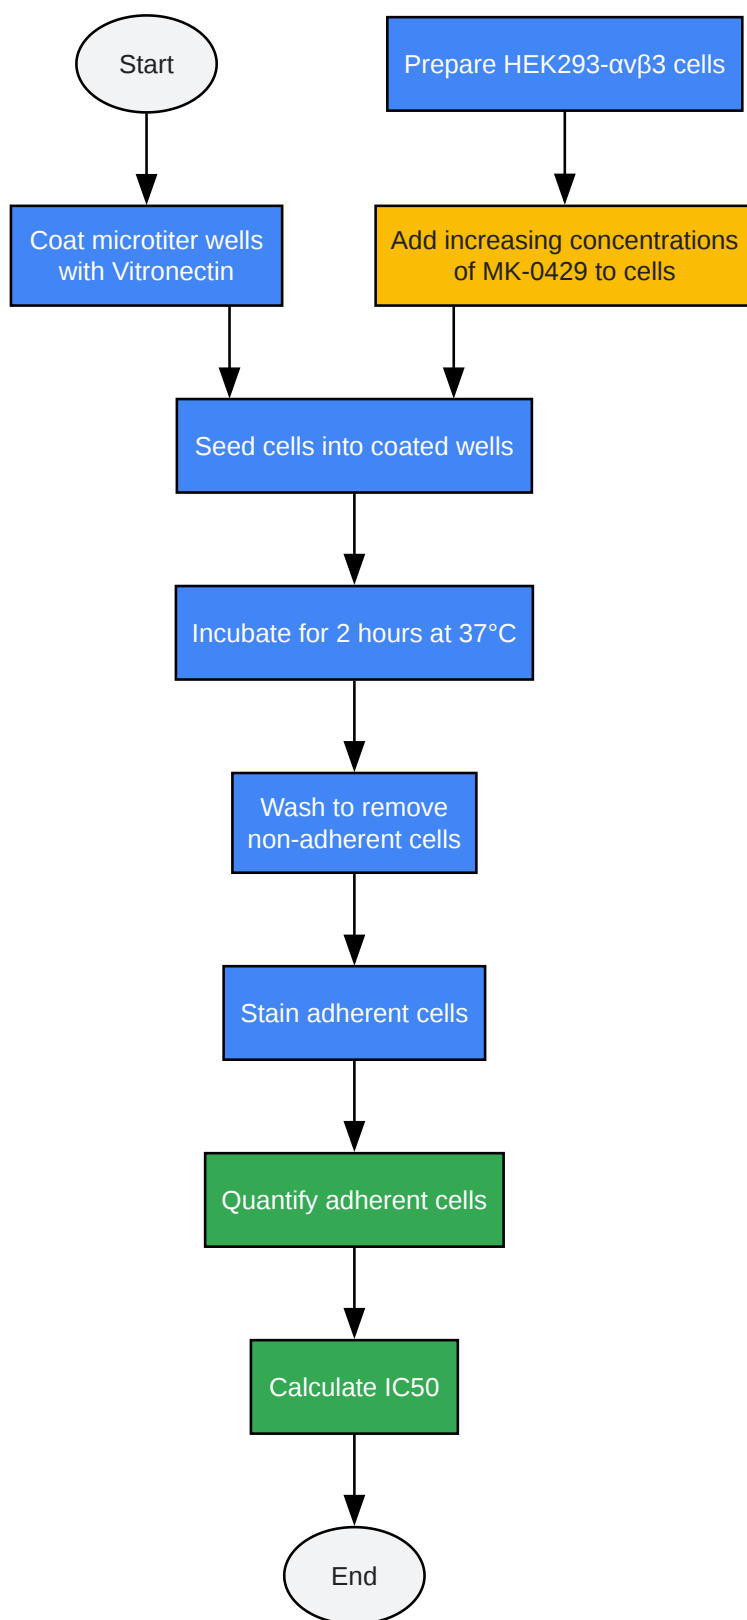 Start
Prepare HEK293-αvβ3 cells
Coat microtiter wells
with Vitronectin
Add increasing concentrations
of MK-0429 to cells
Seed cells into coated wells
Incubate for 2 hours at 37°C
Wash to remove
non-adherent cells
Stain adherent cells
Quantify adherent cells
Calculate IC50
End